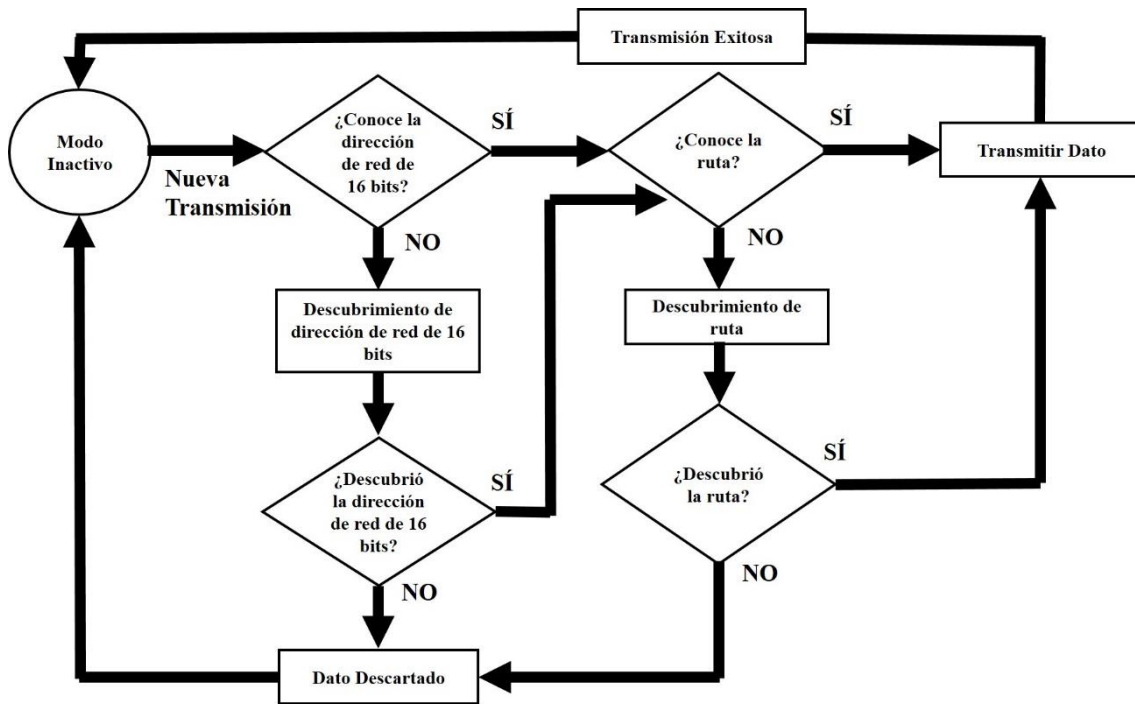 Transmisión Exitosa
Modo
Inactivo
Nueva
Transmisión
¿Conoce la
dirección
de red de
16 bits?
SÍ
¿Conoce la
ruta?
SÍ
Transmitir Dato
NO
NO
Descubrimiento de
dirección de red de 16
bits
Descubrimiento de
ruta
¿Descubrió
la dirección
de red de 16
bits?
SÍ
¿Descubrió
la ruta?
SÍ
NO
NO
Dato Descartado